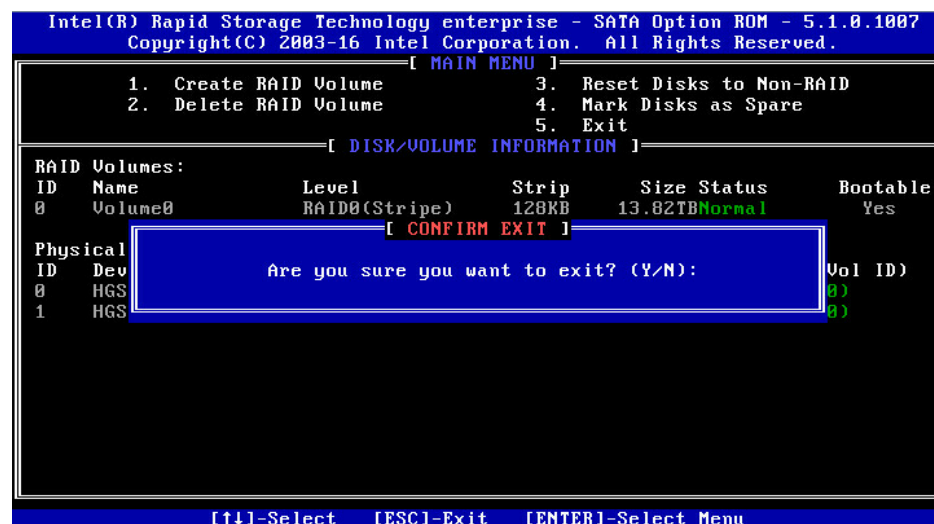 Intel(R) Rapid Storage Technology enterprise - SATA Option ROM - 5.1.0.1007
Copyright(C) 2003-16 Intel Corporation.  All Rights Reserved.
[ MAIN MENU ]
1. Create RAID Volume 3. Reset Disks to Non-RAID
2. Delete RAID Volume 4. Mark Disks as Spare
5. Exit
[ DISK/VOLUME INFORMATION ]
RAID Volumes:
ID Name Level Strip Size Status Bootable
0 Volume0 RAID0(Stripe) 128KB 13.82TB Normal Yes
[ CONFIRM EXIT ]
Physical
Are you sure you want to exit? (Y/N):
ID Dev Vol ID)
0 HGS 0)
1 HGS 0)
[↑↓]-Select [ESC]-Exit [ENTER]-Select Menu